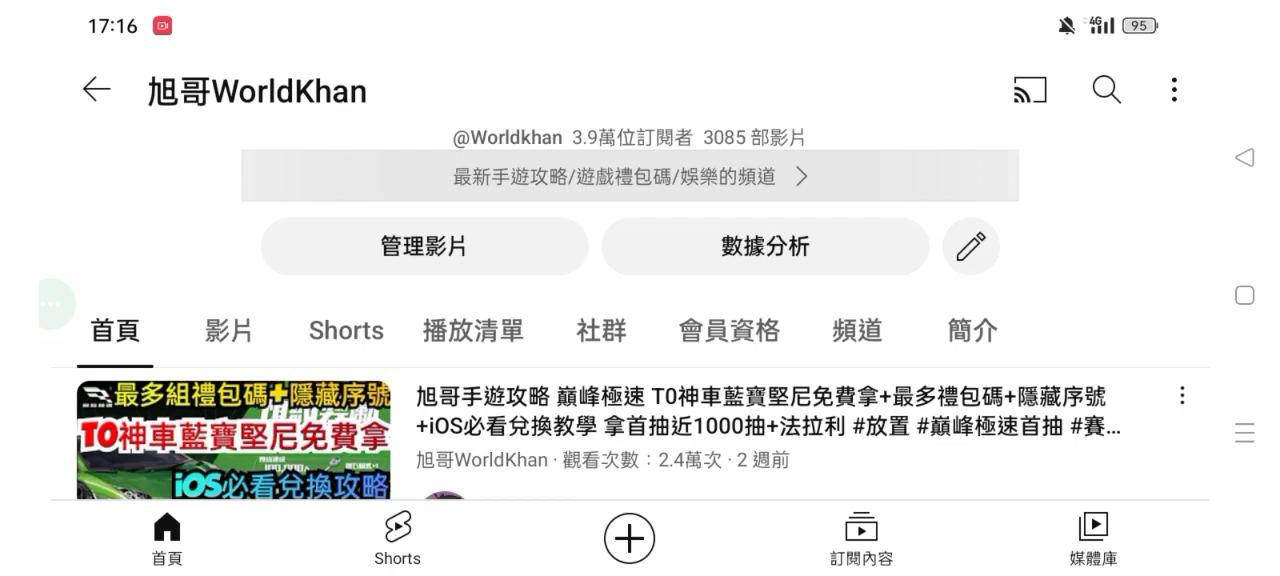 17:16
4G
95
旭哥WorldKhan
@Worldkhan 3.9萬位訂閱者 3085 部影片
最新手遊攻略/遊戲禮包碼/娛樂的頻道
管理影片
數據分析
首頁
影片
Shorts
播放清單
社群
會員資格
頻道
簡介
最多組禮包碼+隱藏序號
T0神車藍寶堅尼免費拿
100,000
iOS必看兌換攻略
旭哥手遊攻略 巔峰極速 T0神車藍寶堅尼免費拿+最多禮包碼+隱藏序號
+iOS必看兌換教學 拿首抽近1000抽+法拉利 #放置 #巔峰極速首抽 #賽...
旭哥WorldKhan · 觀看次數：2.4萬次 · 2 週前
首頁
Shorts
訂閱內容
媒體庫